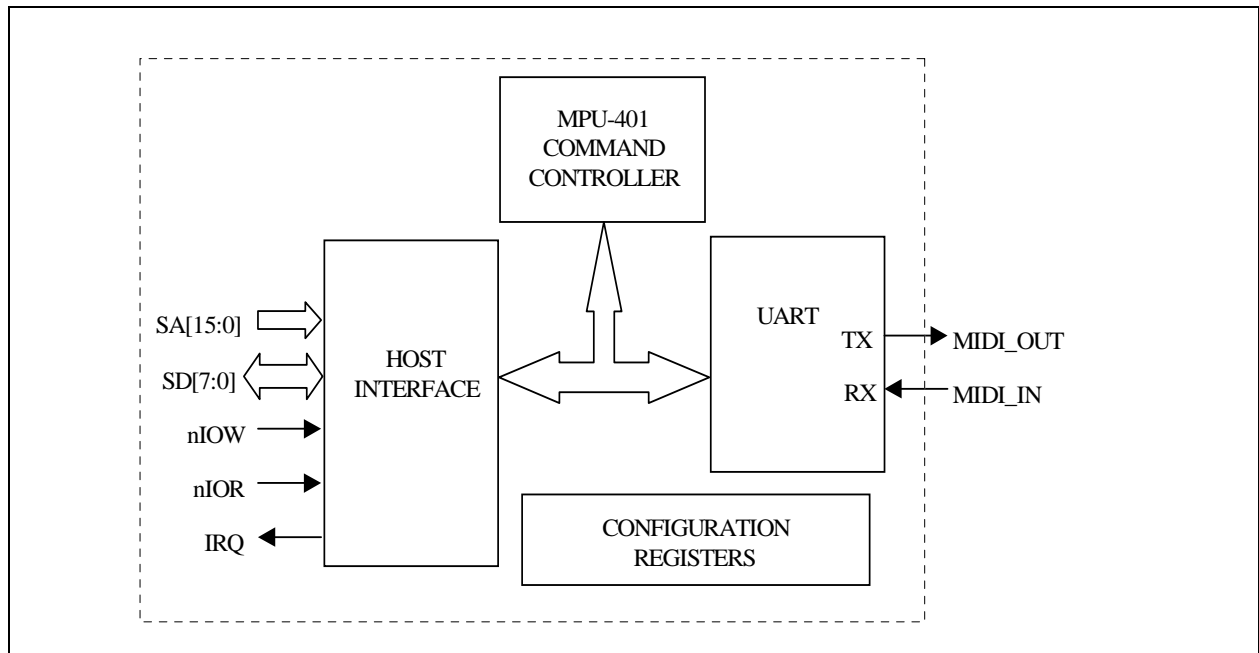 MPU-401
COMMAND
CONTROLLER
SA[15:0]
SD[7:0]
nIOW
nIOR
IRQ
HOST
INTERFACE
UART
TX
RX
MIDI_OUT
MIDI_IN
CONFIGURATION
REGISTERS